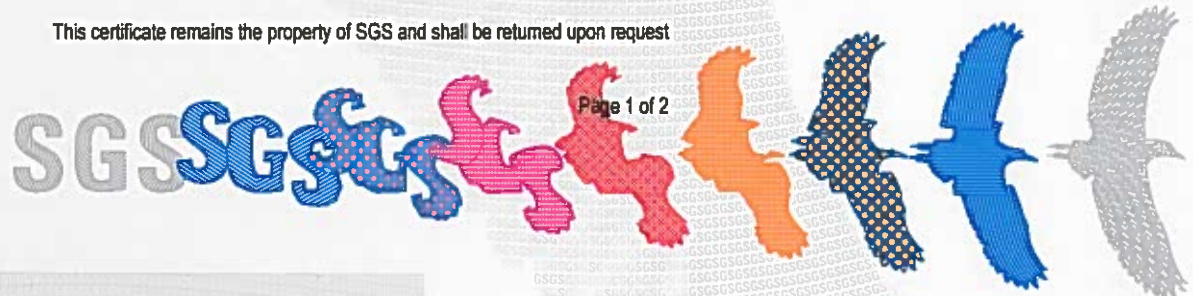 This certificate remains the property of SGS and shall be returned upon request
Page 1 of 2
SGS SGS SGS